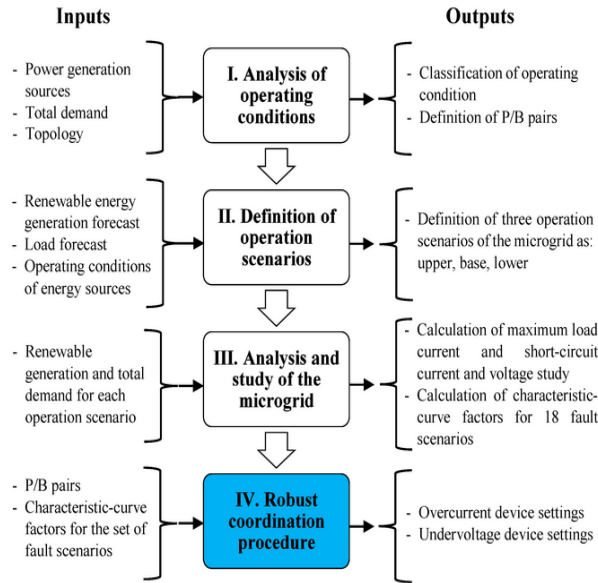 Inputs
Outputs
- Power generation
sources
- Total demand
- Topology
I. Analysis of
operating
conditions
- Classification of operating
condition
- Definition of P/B pairs
- Renewable energy
generation forecast
- Load forecast
- Operating conditions
of energy sources
II. Definition of
operation
scenarios
- Definition of three operation
scenarios of the microgrid as:
upper, base, lower
- Renewable
generation and total
demand for each
operation scenario
III. Analysis and
study of the
microgrid
- Calculation of maximum load
current and short-circuit
current and voltage study
- Calculation of characteristic-
curve factors for 18 fault
scenarios
- P/B pairs
- Characteristic-curve
factors for the set of
fault scenarios
IV. Robust
coordination
procedure
- Overcurrent device settings
- Undervoltage device settings